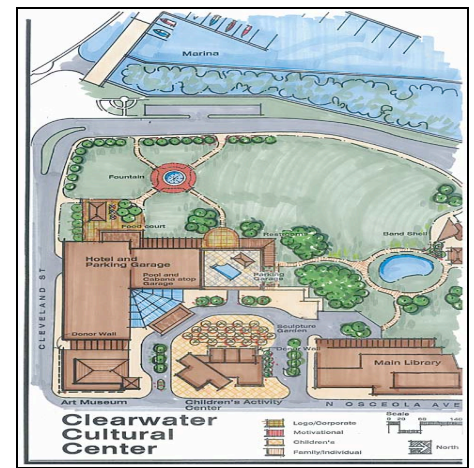 Marina
Fountain
Food court
Restrooms
Band Shell
Hotel and
Parking Garage
Pool and
Cabana atop
Garage
Parking
Garage
CLEVELAND ST
Donor Wall
Sculpture
Garden
Donor Wall
Main Library
Art Museum
Children's Activity
Center
N OSCEOLA AVE
Clearwater
Cultural
Center
Logo/Corporate
Motivational
Children's
Family/Individual
Scale
North